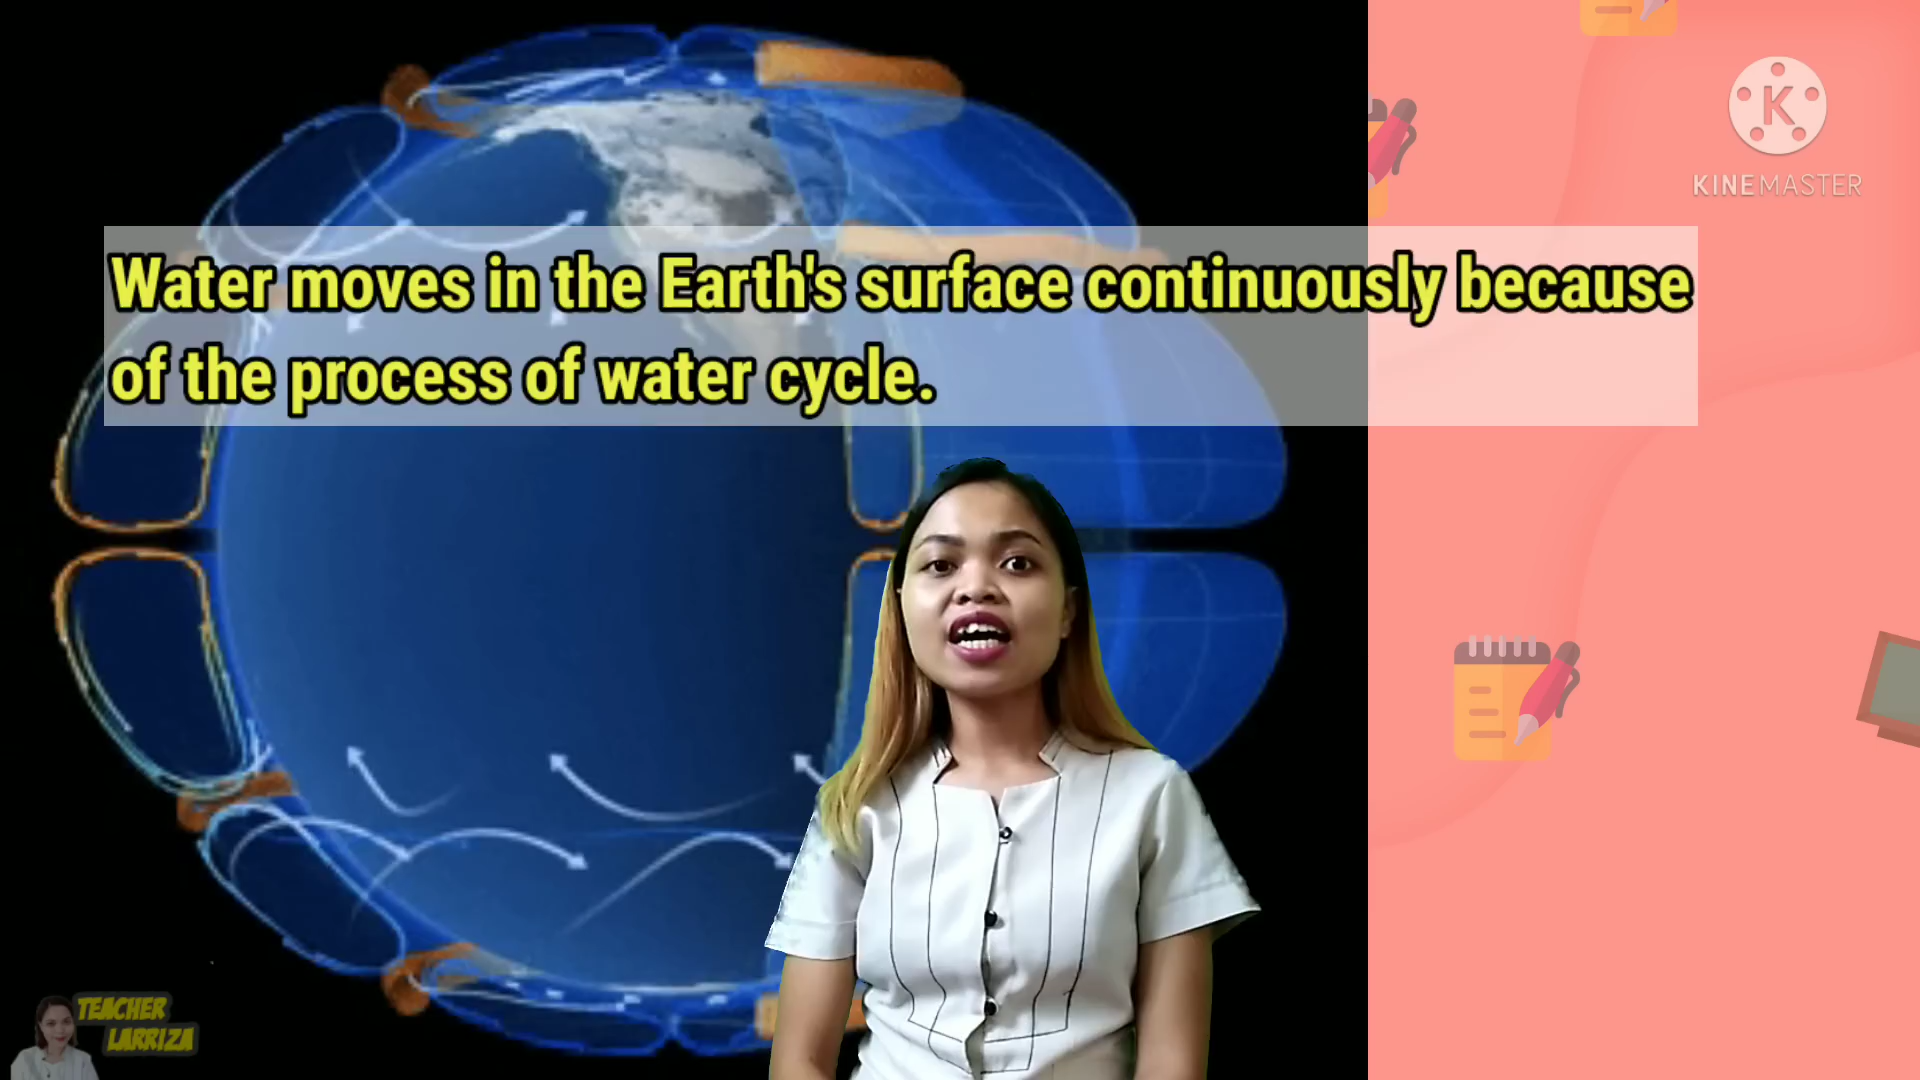 K
KINEMASTER
Water moves in the Earth's surface continuously because
of the process of water cycle.
TEACHER
LARRIZA